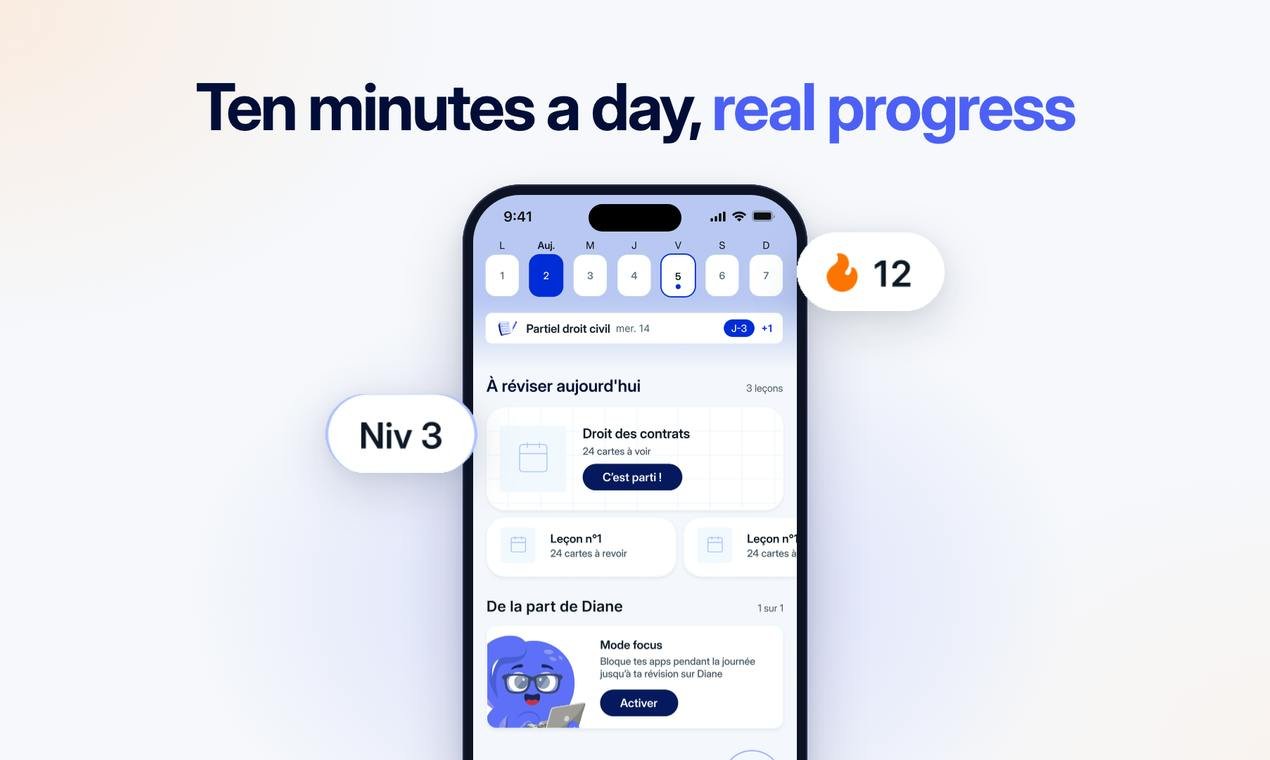 Ten minutes a day, real progress
9:41
L Auj. M J V S D
1 2 3 4 5 6 7
12
Partiel droit civil mer. 14 J-3 +1
À réviser aujourd'hui 3 leçons
Niv 3
Droit des contrats
24 cartes à voir
C'est parti !
Leçon n°1 Leçon n°1
24 cartes à revoir 24 cartes à
De la part de Diane 1 sur 1
Mode focus
Bloque tes apps pendant la journée
jusqu'à ta révision sur Diane
Activer